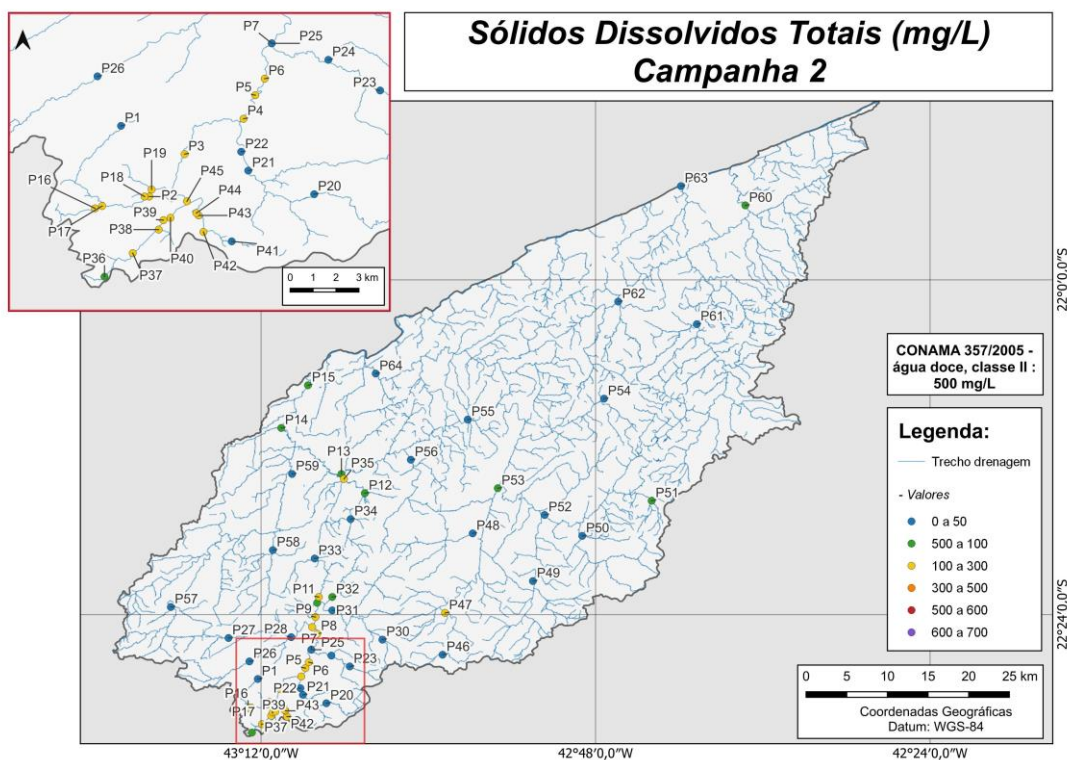 Sólidos Dissolvidos Totais (mg/L)
Campanha 2
P7
P25
P24
P26
P6
P23
P5
P1
P4
P3
P22
P19
P21
P18
P45
P16
P2
P44
P20
P39
P43
P17
P38
P41
P36
P40
P42
P37
0 1 2 3 km
P63
P60
22°0,0'S
P62
P61
CONAMA 357/2005 -
água doce, classe II :
500 mg/L
P64
P15
P54
P55
P14
Legenda:
Trecho drenagem
- Valores
0 a 50
500 a 100
100 a 300
300 a 500
500 a 600
600 a 700
P13
P35
P56
P59
P12
P53
P51
P34
P52
P48
P50
P58
P33
P49
P11
P32
P57
P9
P31
P47
22°24,0'S
P8
P27
P28
P7
P25
P30
P46
P26
P5
P6
P23
P1
P22
P21
P16
P20
P39
P43
P17
P42
P37
0 5 10 15 20 25 km
Coordenadas Geográficas
Datum: WGS-84
43°12'0,0"W
42°48'0,0"W
42°24'0,0"W